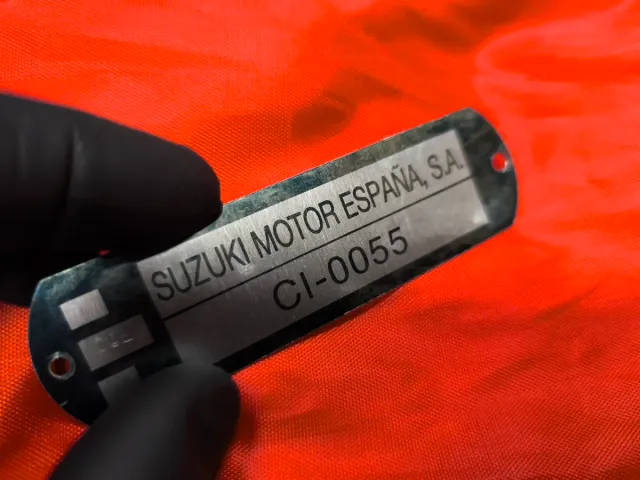 SUZUKI MOTOR ESPAÑA, S.A.
CI-0055